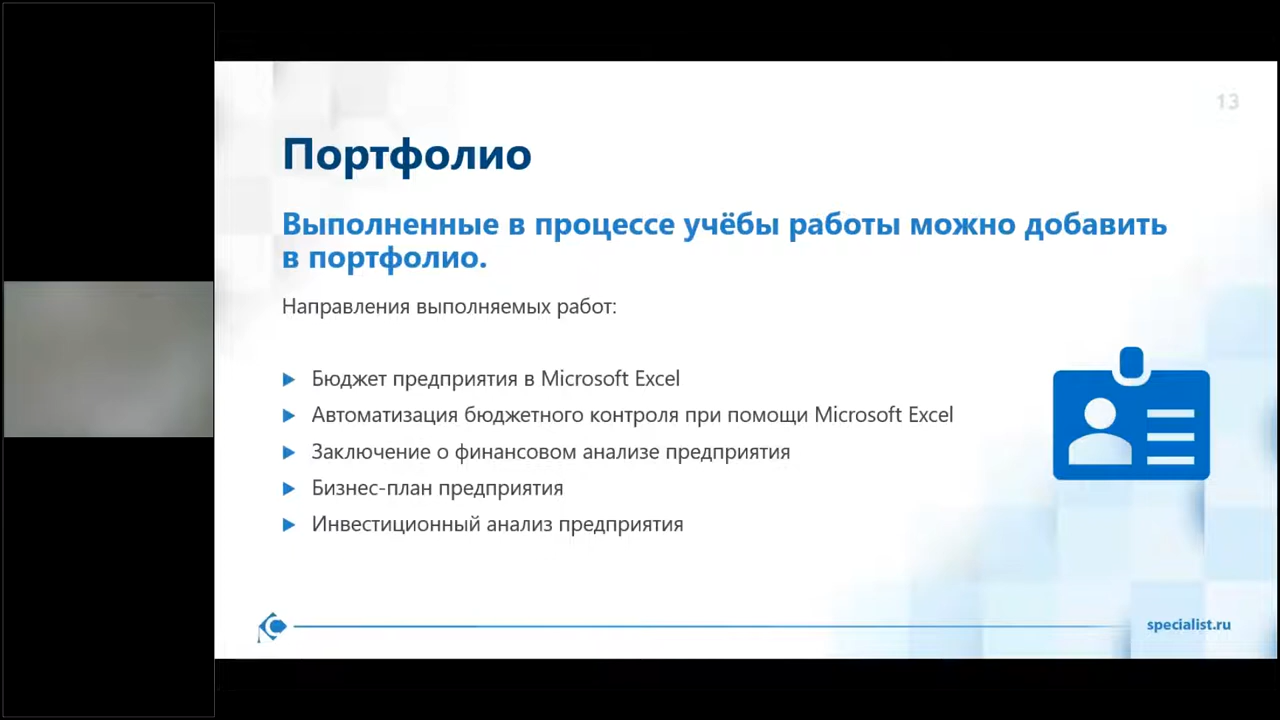 13
Портфолио
Выполненные в процессе учёбы работы можно добавить
в портфолио.
Направления выполняемых работ:
Бюджет предприятия в Microsoft Excel
Автоматизация бюджетного контроля при помощи Microsoft Excel
Заключение о финансовом анализе предприятия
Бизнес-план предприятия
Инвестиционный анализ предприятия
specialist.ru